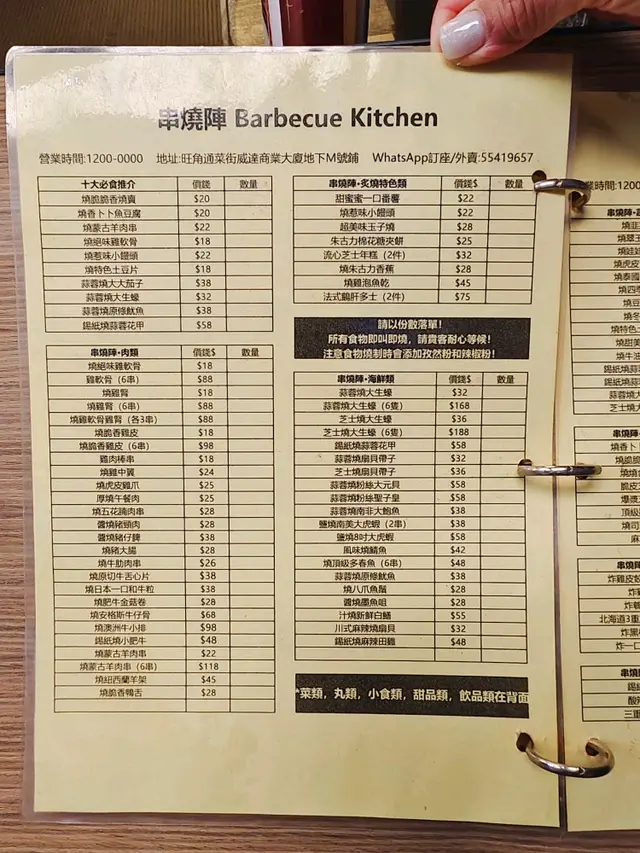 串燒陣 Barbecue Kitchen
營業時間:1200-0000 地址:旺角通菜街威達商業大廈地下M號鋪 WhatsApp訂座/外賣:55419657
十大必食推介 價錢 數量
燒脆脆香燒賣 $20
燒香卜卜魚豆腐 $20
燒蒙古羊肉串 $22
燒絕味雞軟骨 $18
燒惹味小饅頭 $22
燒特色土豆片 $18
蒜蓉燒大大茄子 $38
蒜蓉燒大生蠔 $32
蒜蓉燒原條魷魚 $38
錫紙燒蒜蓉花甲 $58
串燒陣·肉類 價錢$ 數量
燒絕味雞軟骨 $18
雞軟骨（6串） $88
燒雞腎 $18
燒雞腎（6串） $88
燒雞軟骨雞腎（各3串） $88
燒脆香雞皮 $18
燒脆香雞皮（6串） $98
雞肉棒串 $18
燒雞中翼 $24
燒虎皮雞爪 $25
厚燒午餐肉 $25
燒五花腩肉串 $28
醬燒豬頸肉 $28
醬燒豬仔髀 $38
燒豬大腸 $28
燒牛肋肉串 $26
燒原切牛舌心片 $38
燒日本一口和牛粒 $38
燒肥牛金菇卷 $28
燒安格斯牛仔骨 $68
燒澳洲牛小排 $98
錫紙燒小肥牛 $48
燒蒙古羊肉串 $22
燒蒙古羊肉串（6串） $118
燒紐西蘭羊架 $45
燒脆香鴨舌 $28
串燒陣·炙燒特色類 價錢$ 數量
甜蜜蜜一口番薯 $22
燒惹味小饅頭 $22
超美味玉子燒 $28
朱古力棉花糖夾餅 $25
流心芝士年糕（2件） $32
燒朱古力香蕉 $28
燒雞泡魚乾 $45
法式鵝肝多士（2件） $75
請以份數落單！
所有食物即叫即燒，請貴客耐心等候！
注意食物燒制時會添加孜然粉和辣椒粉！
串燒陣·海鮮類 價錢$ 數量
蒜蓉燒大生蠔 $32
蒜蓉燒大生蠔（6隻） $168
芝士燒大生蠔 $36
芝士燒大生蠔（6隻） $188
錫紙燒蒜蓉花甲 $58
蒜蓉燒扇貝帶子 $32
芝士燒扇貝帶子 $36
蒜蓉燒粉絲大元貝 $58
蒜蓉燒粉絲聖子皇 $58
蒜蓉燒南非大鮑魚 $38
鹽燒南美大虎蝦（2串） $38
鹽燒8吋大虎蝦 $58
風味燒鯖魚 $42
燒頂級多春魚（6串） $48
蒜蓉燒原條魷魚 $38
燒八爪魚鬚 $28
醬燒墨魚咀 $28
汁燒新鮮白鱔 $55
川式麻辣燒扇貝 $32
錫紙燒麻辣田雞 $48
*菜類，丸類，小食類，甜品類，飲品類在背面